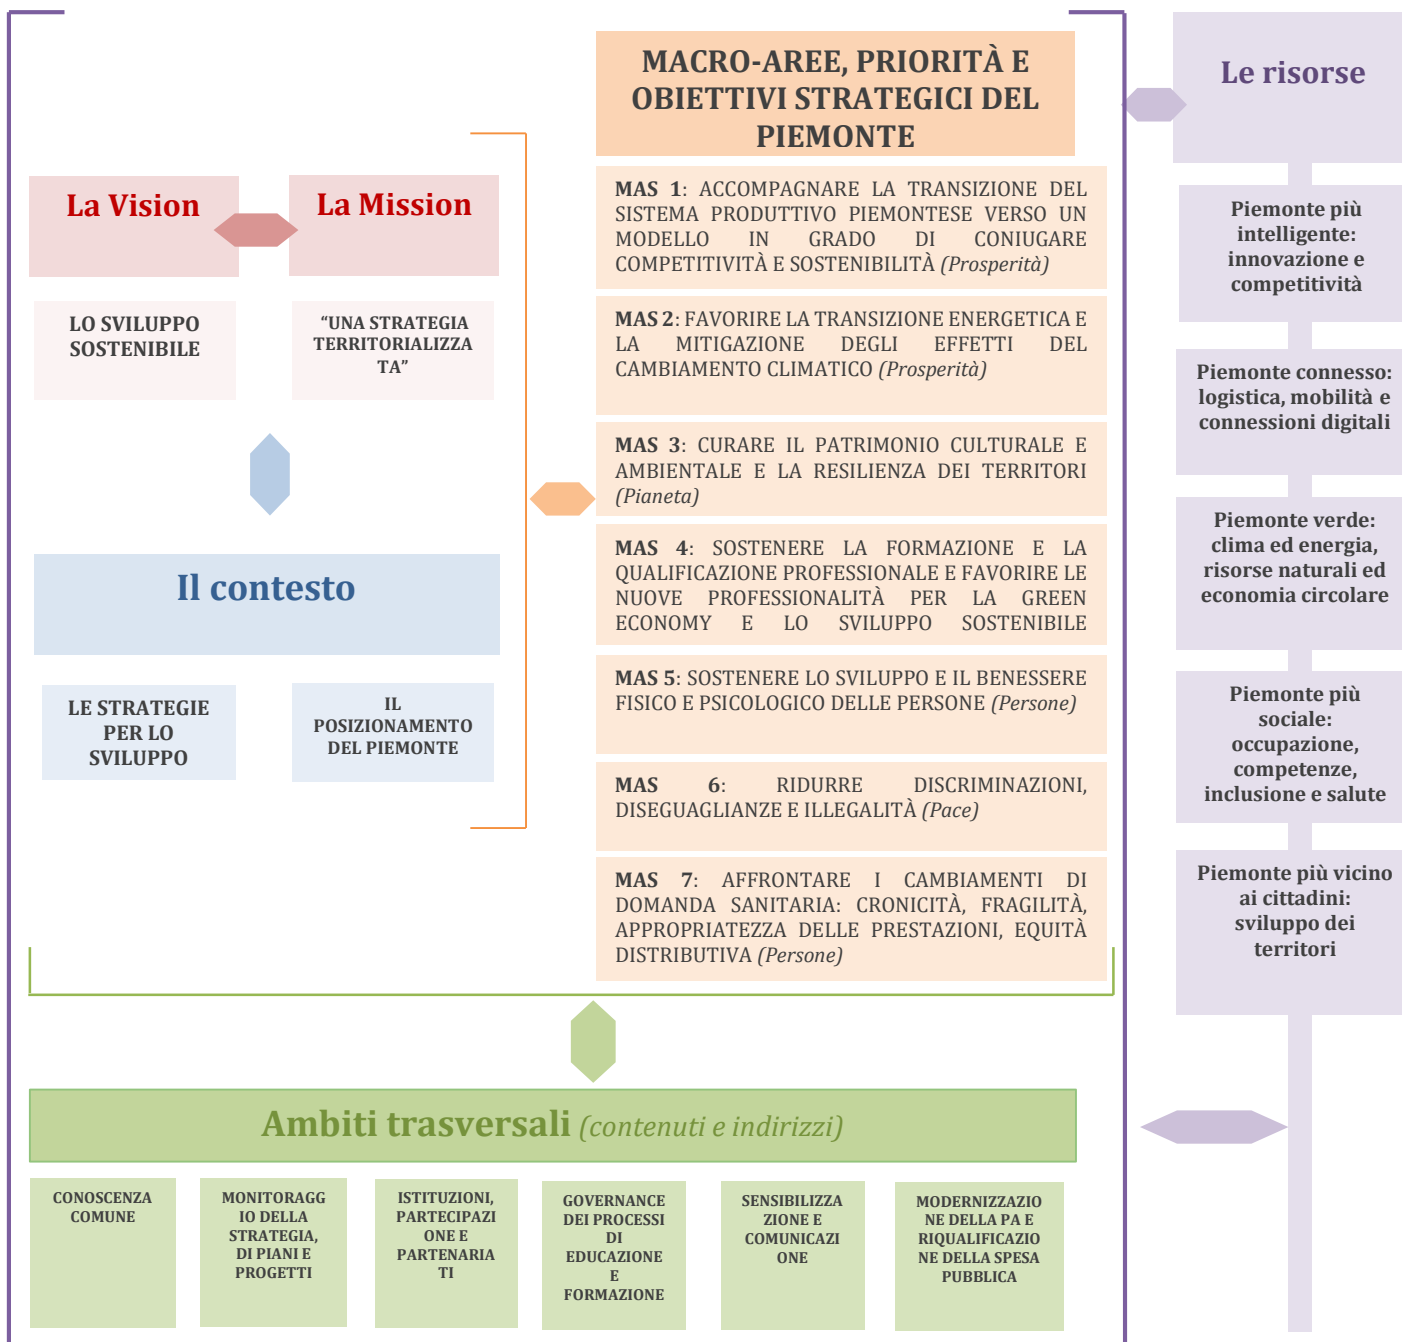 La Vision
La Mission
LO SVILUPPO
SOSTENIBILE
“UNA STRATEGIA
TERRITORIALIZZA
TA”
Il contesto
LE STRATEGIE
PER LO
SVILUPPO
IL
POSIZIONAMENTO
DEL PIEMONTE
MACRO-AREE, PRIORITÀ E
OBIETTIVI STRATEGICI DEL
PIEMONTE
MAS 1: ACCOMPAGNARE LA TRANSIZIONE DEL
SISTEMA PRODUTTIVO PIEMONTESE VERSO UN
MODELLO IN GRADO DI CONIUGARE
COMPETITIVITÀ E SOSTENIBILITÀ (Prosperità)
MAS 2: FAVORIRE LA TRANSIZIONE ENERGETICA E
LA MITIGAZIONE DEGLI EFFETTI DEL
CAMBIAMENTO CLIMATICO (Prosperità)
MAS 3: CURARE IL PATRIMONIO CULTURALE E
AMBIENTALE E LA RESILIENZA DEI TERRITORI
(Pianeta)
MAS 4: SOSTENERE LA FORMAZIONE E LA
QUALIFICAZIONE PROFESSIONALE E FAVORIRE LE
NUOVE PROFESSIONALITÀ PER LA GREEN
ECONOMY E LO SVILUPPO SOSTENIBILE
MAS 5: SOSTENERE LO SVILUPPO E IL BENESSERE
FISICO E PSICOLOGICO DELLE PERSONE (Persone)
MAS 6: RIDURRE DISCRIMINAZIONI,
DISEGUAGLIANZE E ILLEGALITÀ (Pace)
MAS 7: AFFRONTARE I CAMBIAMENTI DI
DOMANDA SANITARIA: CRONICITÀ, FRAGILITÀ,
APPROPRIATEZZA DELLE PRESTAZIONI, EQUITÀ
DISTRIBUTIVA (Persone)
Le risorse
Piemonte più
intelligente:
innovazione e
competitività
Piemonte connesso:
logistica, mobilità e
connessioni digitali
Piemonte verde:
clima ed energia,
risorse naturali ed
economia circolare
Piemonte più
sociale:
occupazione,
competenze,
inclusione e salute
Piemonte più vicino
ai cittadini:
sviluppo dei
territori
Ambiti trasversali (contenuti e indirizzi)
CONOSCENZA
COMUNE
MONITORAGG
IO DELLA
STRATEGIA,
DI PIANI E
PROGETTI
ISTITUZIONI,
PARTECIPAZI
ONE E
PARTENARIA
TI
GOVERNANCE
DEI PROCESSI
DI
EDUCAZIONE
E
FORMAZIONE
SENSIBILIZZA
ZIONE E
COMUNICAZI
ONE
MODERNIZZAZIO
NE DELLA PA E
RIQUALIFICAZIO
NE DELLA SPESA
PUBBLICA